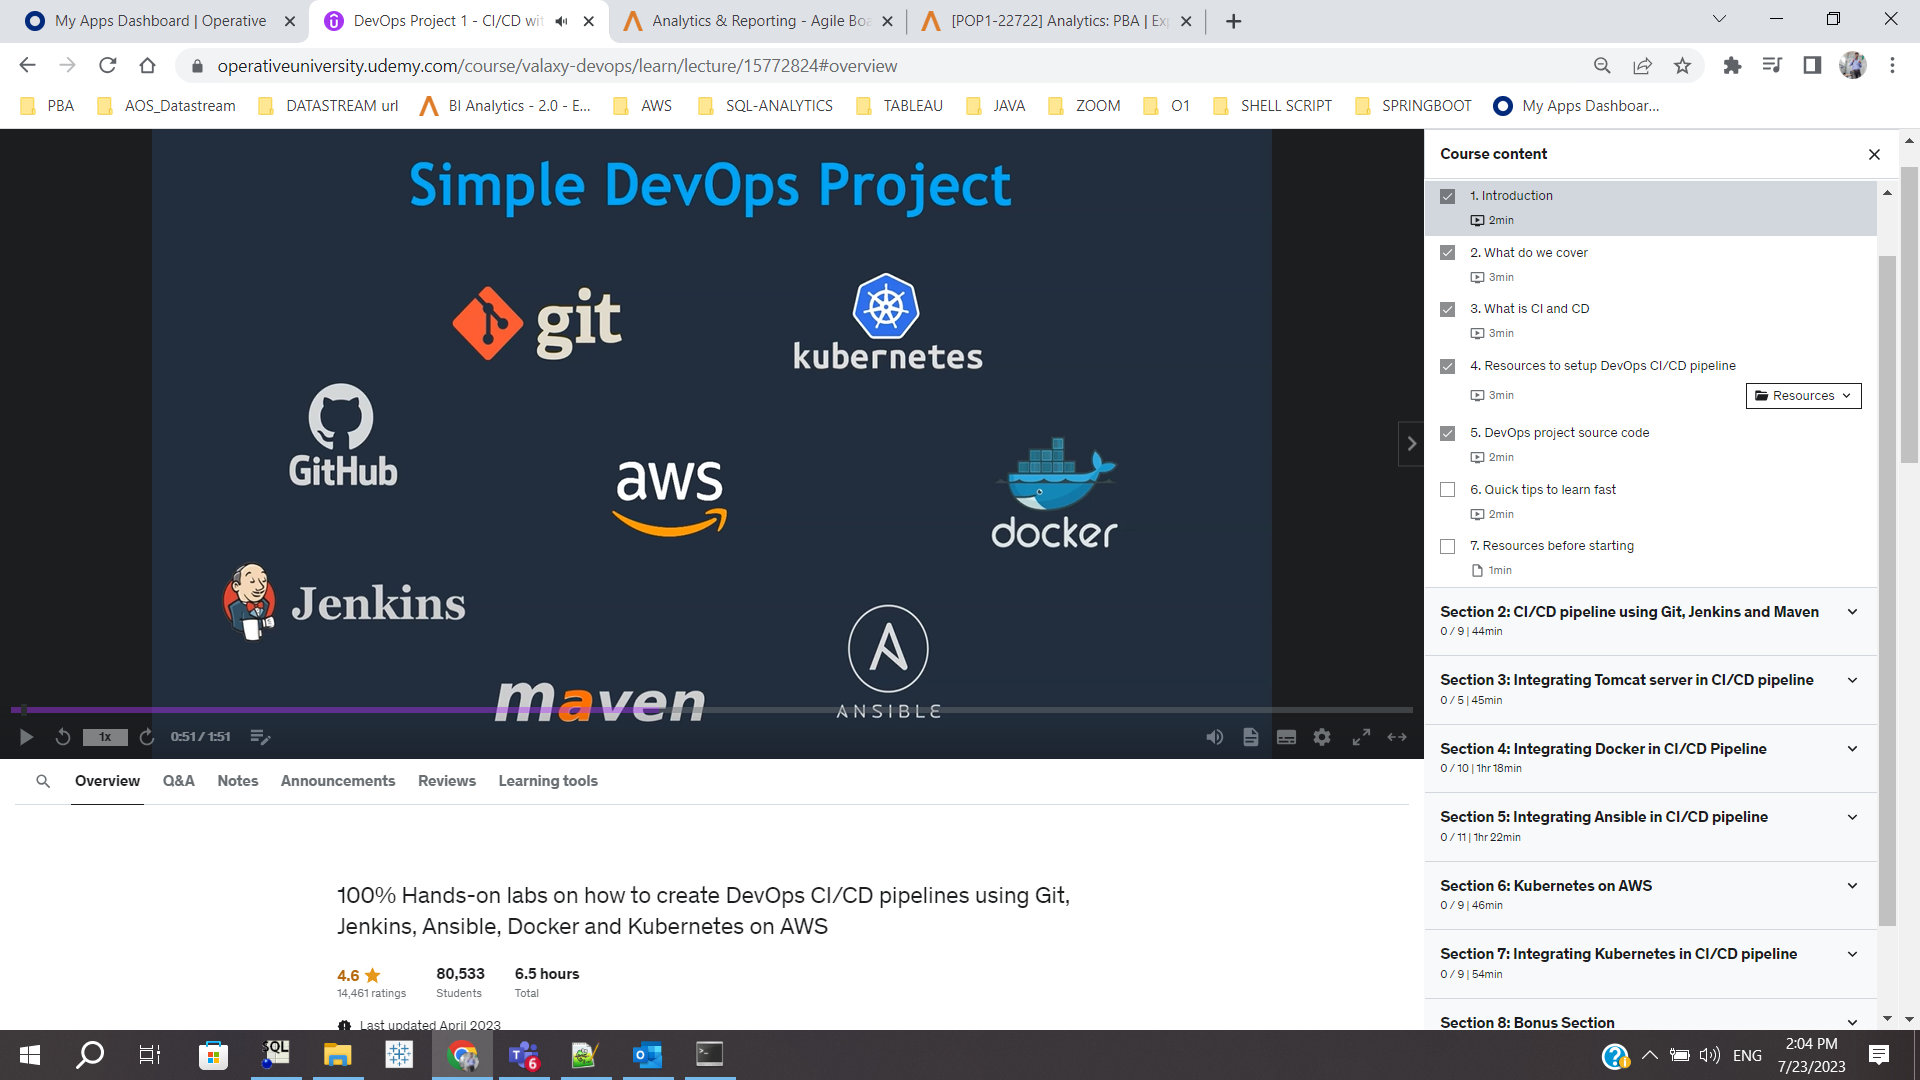 My Apps Dashboard | Operative
DevOps Project 1 - CI/CD wit
Analytics & Reporting - Agile Boa
[POP1-22722] Analytics: PBA | Exp
operativeuniversity.udemy.com/course/valaxy-devops/learn/lecture/15772824#overview
PBA
AOS_Datastream
DATASTREAM url
BI Analytics - 2.0 - E...
AWS
SQL-ANALYTICS
TABLEAU
JAVA
ZOOM
O1
SHELL SCRIPT
SPRINGBOOT
My Apps Dashboar...
Simple DevOps Project
git
kubernetes
GitHub
aws
docker
Jenkins
maven
ANSIBLE
1x
0:51 / 1:51
Course content
1. Introduction
2min
2. What do we cover
3min
3. What is CI and CD
3min
4. Resources to setup DevOps CI/CD pipeline
3min
Resources
5. DevOps project source code
2min
6. Quick tips to learn fast
2min
7. Resources before starting
1min
Section 2: CI/CD pipeline using Git, Jenkins and Maven
0 / 9 | 44min
Section 3: Integrating Tomcat server in CI/CD pipeline
0 / 5 | 45min
Section 4: Integrating Docker in CI/CD Pipeline
0 / 10 | 1hr 18min
Section 5: Integrating Ansible in CI/CD pipeline
0 / 11 | 1hr 22min
Section 6: Kubernetes on AWS
0 / 9 | 46min
Section 7: Integrating Kubernetes in CI/CD pipeline
0 / 9 | 54min
Section 8: Bonus Section
Overview
Q&A
Notes
Announcements
Reviews
Learning tools
100% Hands-on labs on how to create DevOps CI/CD pipelines using Git,
Jenkins, Ansible, Docker and Kubernetes on AWS
4.6
80,533
6.5 hours
14,461 ratings
Students
Total
Last updated April 2023
SQL
6
ENG
2:04 PM
7/23/2023